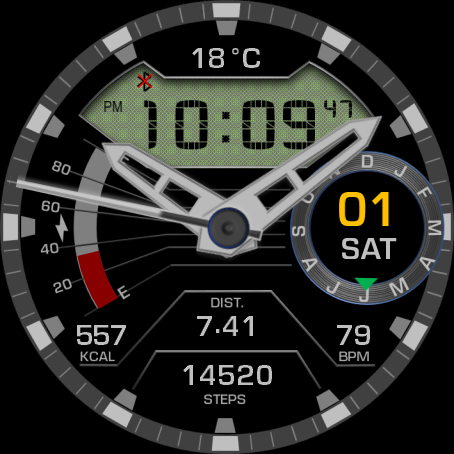 18°C
PM 10:09 47
80
60
40
20
E
D J F M A M J J A S O N
01
SAT
DIST.
7.41
557
KCAL
79
BPM
14520
STEPS